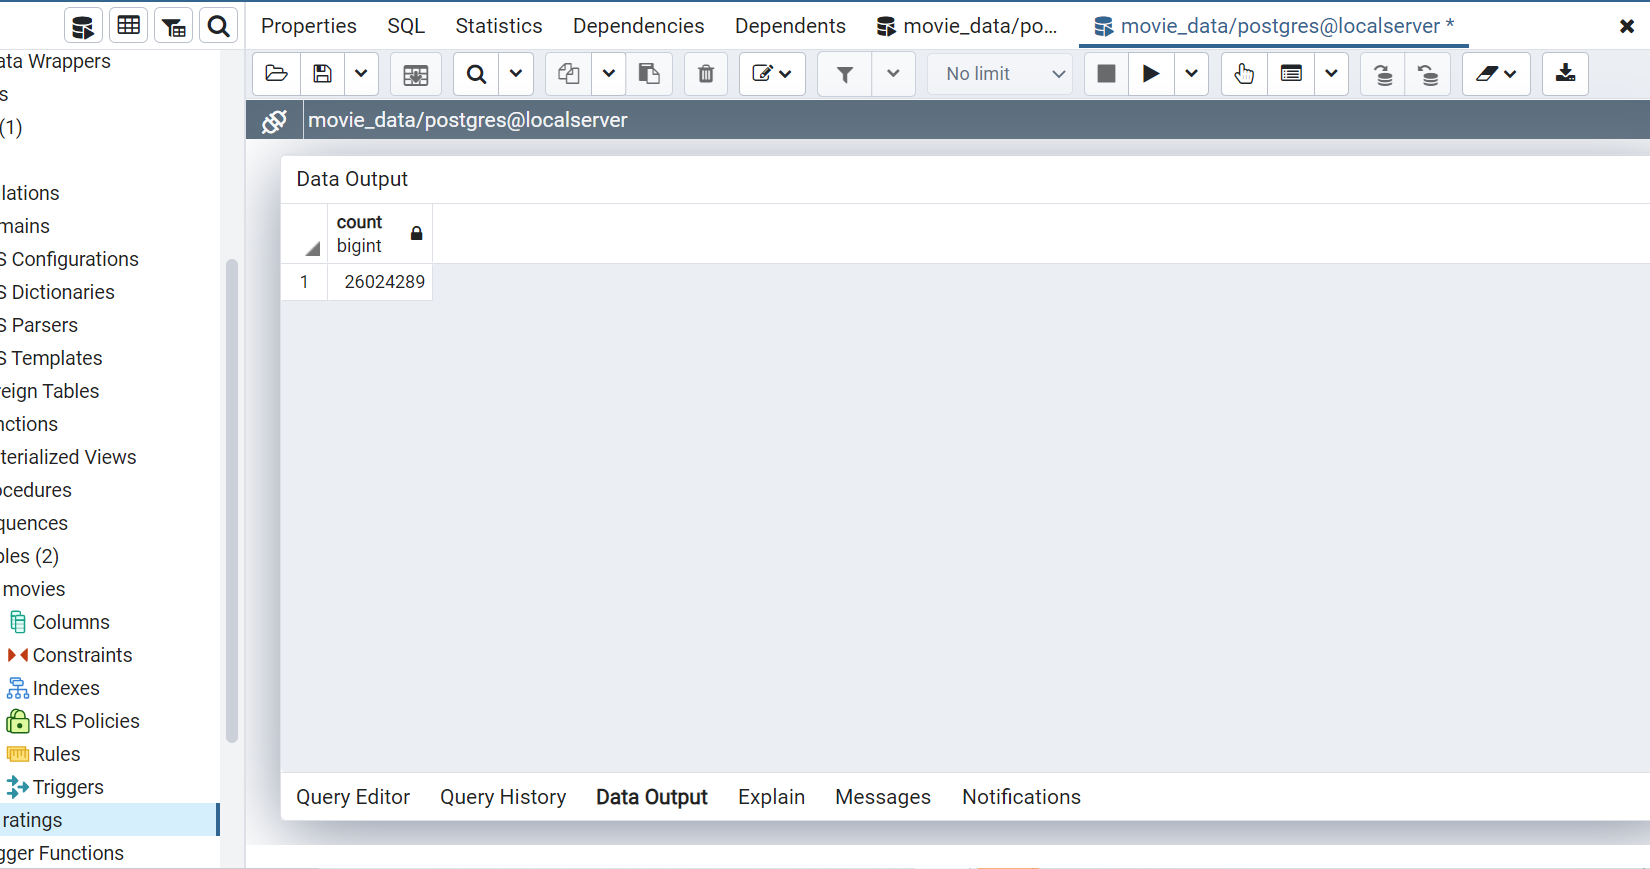 Properties SQL Statistics Dependencies Dependents movie_data/po... movie_data/postgres@localserver *
No limit
movie_data/postgres@localserver
Data Output
count
bigint
1 26024289
Query Editor Query History Data Output Explain Messages Notifications
ata Wrappers
s
(1)
lations
mains
S Configurations
S Dictionaries
S Parsers
S Templates
reign Tables
nctions
terialized Views
ocedures
quences
bles (2)
movies
Columns
Constraints
Indexes
RLS Policies
Rules
Triggers
ratings
gger Functions